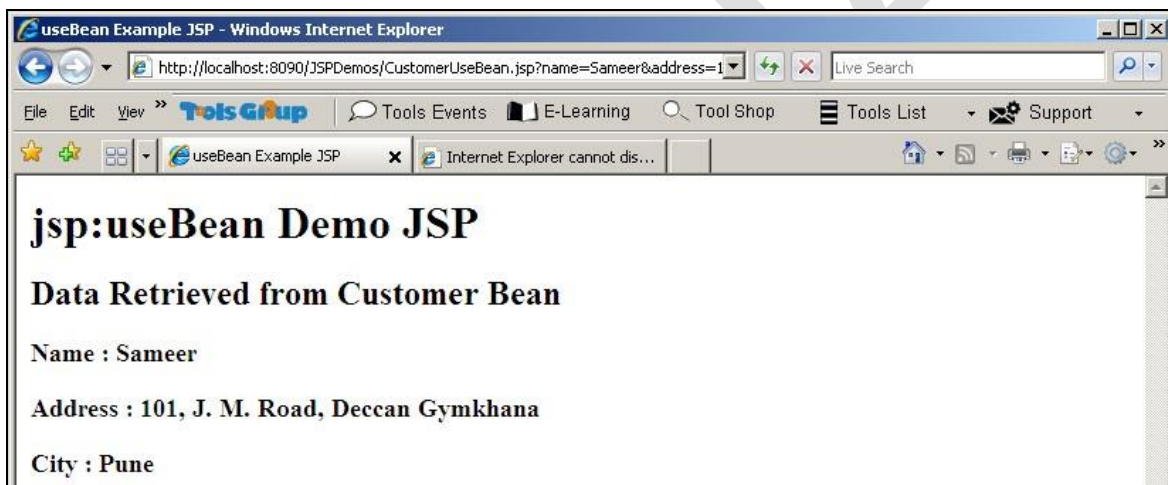 useBean Example JSP - Windows Internet Explorer
http://localhost:8090/JSPDemos/CustomerUseBean.jsp?name=Sameer&address=1
Live Search
File Edit View » Tools Group Tools Events E-Learning Tool Shop Tools List Support
useBean Example JSP Internet Explorer cannot dis... »
jsp:useBean Demo JSP
Data Retrieved from Customer Bean
Name : Sameer
Address : 101, J. M. Road, Deccan Gymkhana
City : Pune